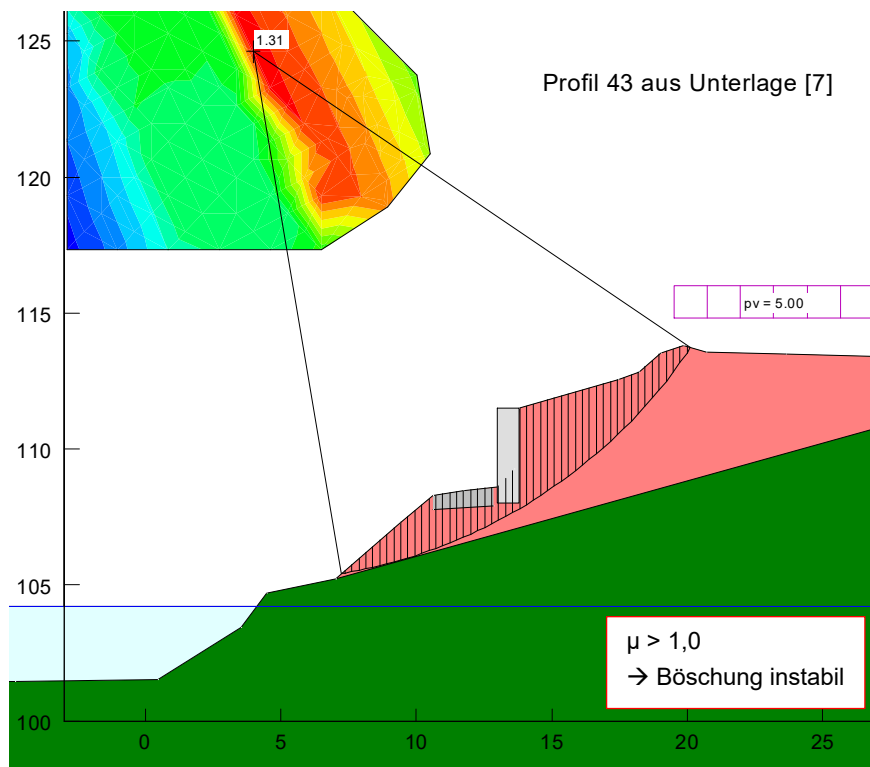 125
1.31
Profil 43 aus Unterlage [7]
120
115
pv = 5.00
110
105
µ > 1,0
→ Böschung instabil
100
0 5 10 15 20 25